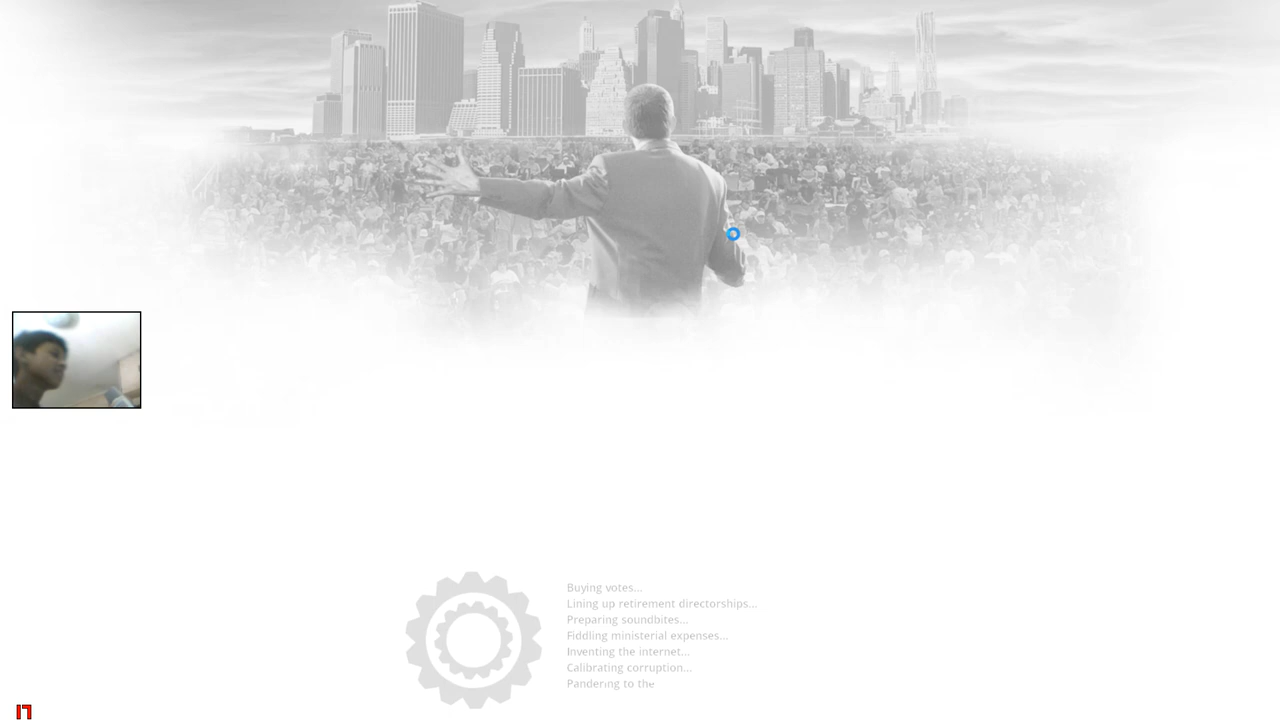 Buying votes...
Lining up retirement directorships...
Preparing soundbites...
Fiddling ministerial expenses...
Inventing the internet...
Calibrating corruption...
Pandering to the